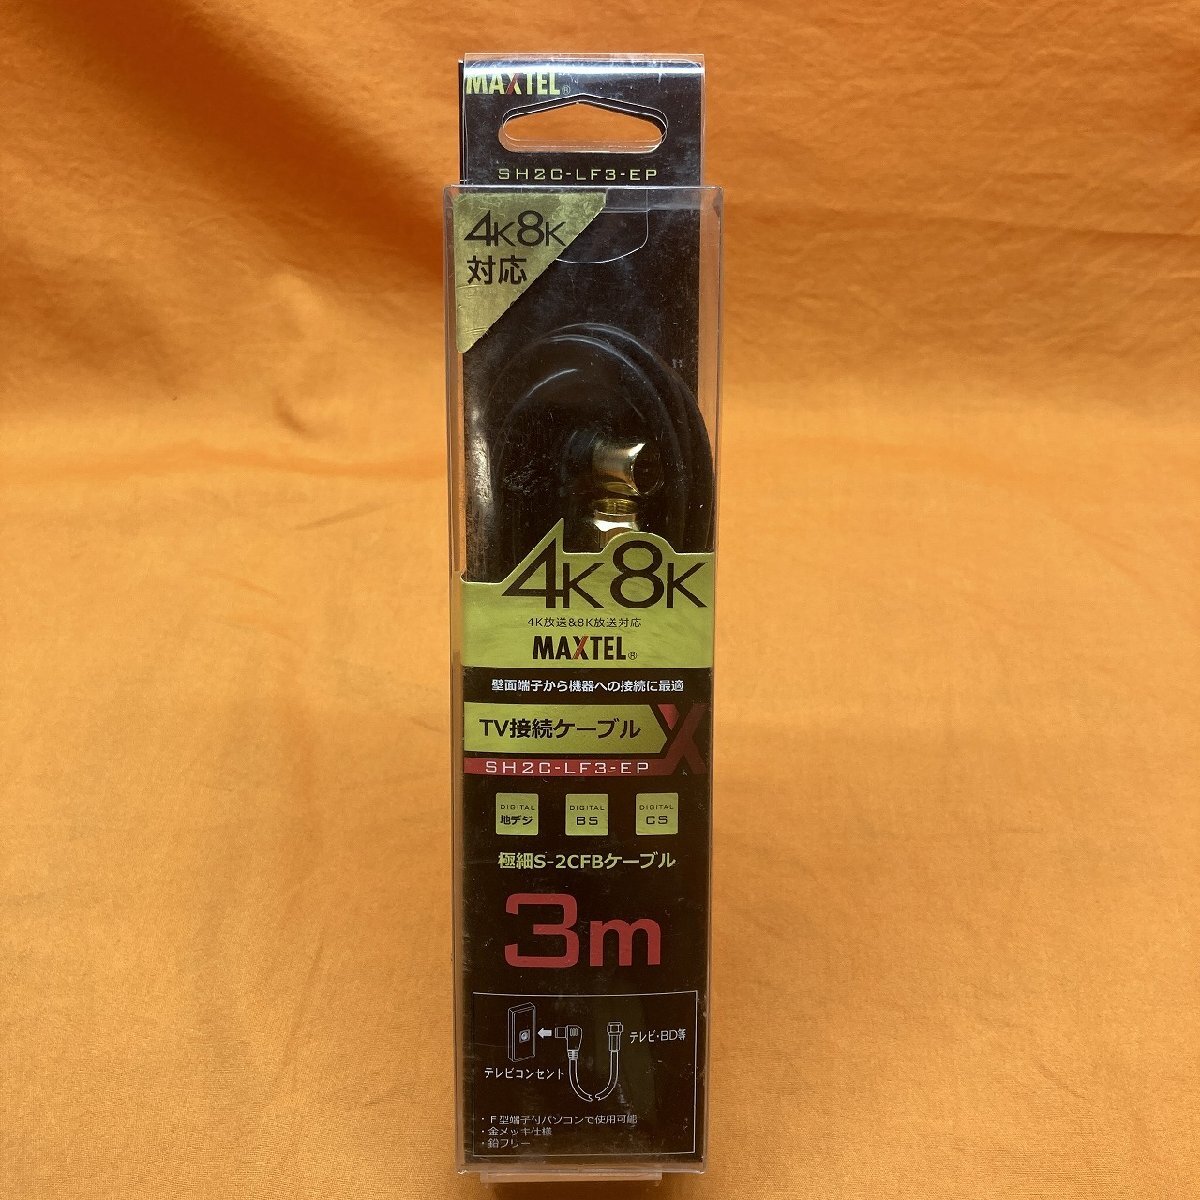 MAXTEL®
SH2C-LF3-EP
4K8K
対応
4K8K
4K放送&8K放送対応
MAXTEL®
壁面端子から機器への接続に最適
TV接続ケーブル X
SH2C-LF3-EP
DIGITAL
地デジ
DIGITAL
BS
DIGITAL
CS
極細S-2CFBケーブル
3m
テレビ・BD等
テレビコンセント
・F型端子付パソコンで使用可能
・金メッキ仕様
・鉛フリー